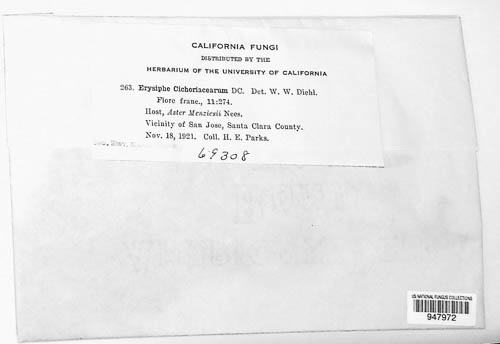 CALIFORNIA FUNGI
DISTRIBUTED BY THE
HERBARIUM OF THE UNIVERSITY OF CALIFORNIA
263. Erysiphe Cichoriacearum DC. Det. W. W. Diehl.
Flore franc., 11:274.
Host, Aster Menziesii Nees.
Vicinity of San Jose, Santa Clara County.
Nov. 18, 1921. Coll. H. E. Parks.
69308
US NATIONAL FUNGUS COLLECTIONS
947972